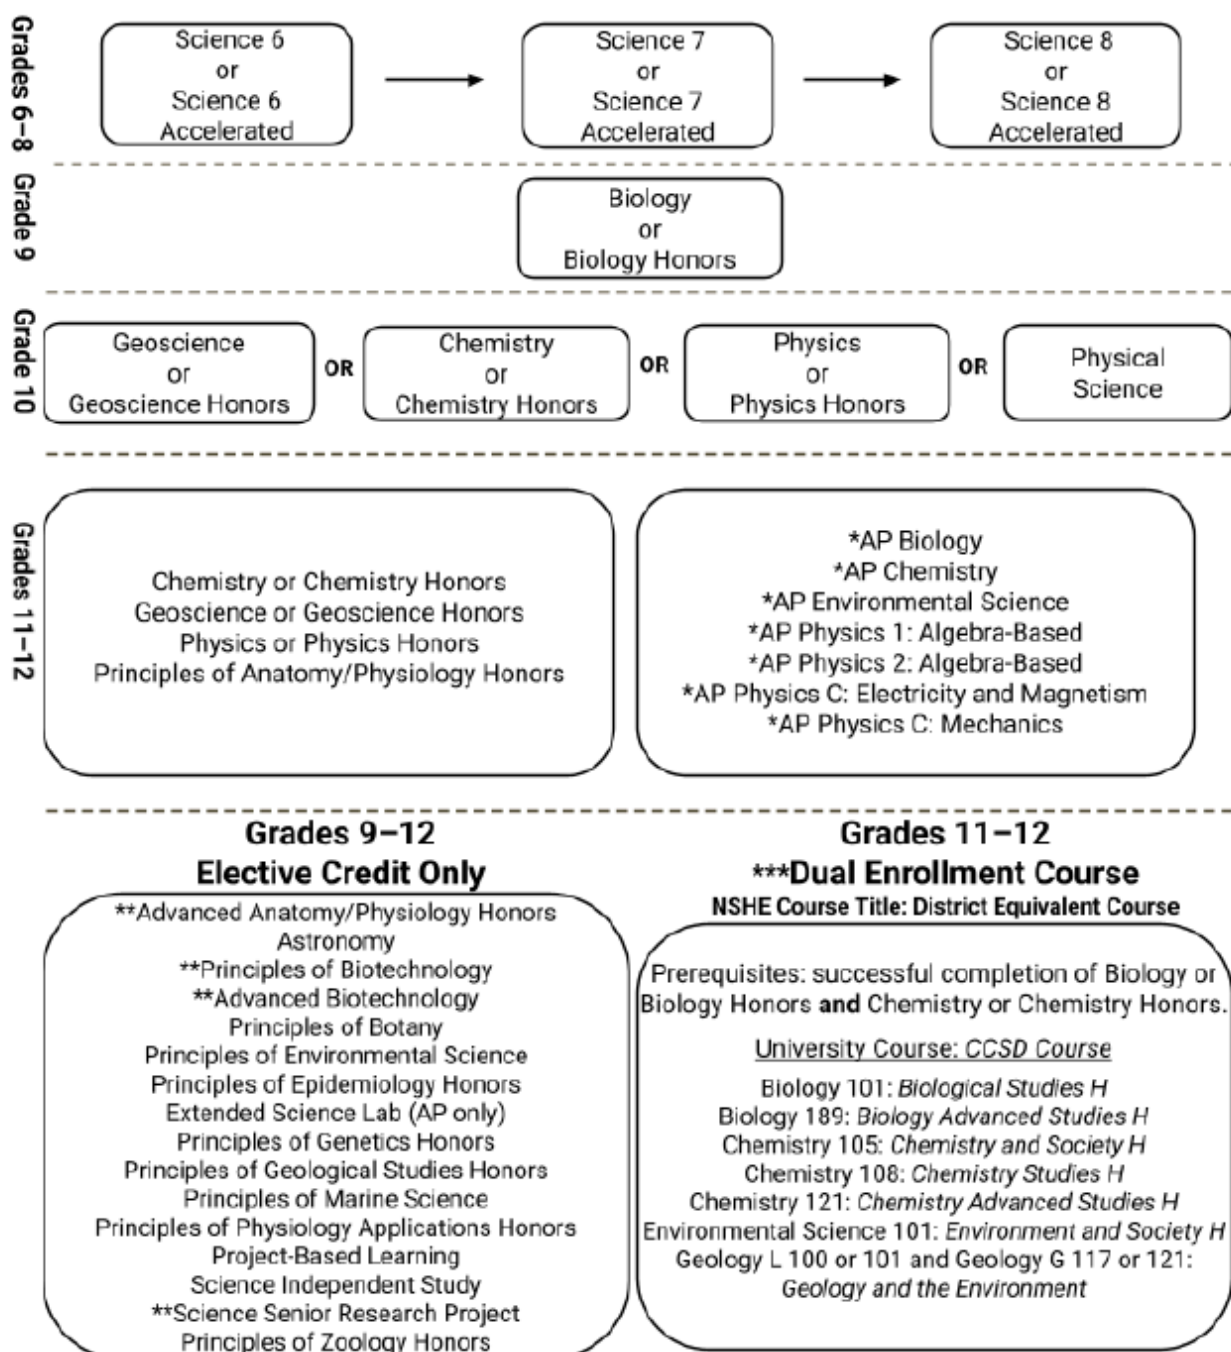 Grades 6–8
Science 6
or
Science 6
Accelerated
Science 7
or
Science 7
Accelerated
Science 8
or
Science 8
Accelerated
Grade 9
Biology
or
Biology Honors
Grade 10
Geoscience
or
Geoscience Honors
OR
Chemistry
or
Chemistry Honors
OR
Physics
or
Physics Honors
OR
Physical
Science
Grades 11–12
Chemistry or Chemistry Honors
Geoscience or Geoscience Honors
Physics or Physics Honors
Principles of Anatomy/Physiology Honors
*AP Biology
*AP Chemistry
*AP Environmental Science
*AP Physics 1: Algebra-Based
*AP Physics 2: Algebra-Based
*AP Physics C: Electricity and Magnetism
*AP Physics C: Mechanics
Grades 9–12
Elective Credit Only
**Advanced Anatomy/Physiology Honors
Astronomy
**Principles of Biotechnology
**Advanced Biotechnology
Principles of Botany
Principles of Environmental Science
Principles of Epidemiology Honors
Extended Science Lab (AP only)
Principles of Genetics Honors
Principles of Geological Studies Honors
Principles of Marine Science
Principles of Physiology Applications Honors
Project-Based Learning
Science Independent Study
**Science Senior Research Project
Principles of Zoology Honors
Grades 11–12
***Dual Enrollment Course
NSHE Course Title: District Equivalent Course
Prerequisites: successful completion of Biology or
Biology Honors and Chemistry or Chemistry Honors.
University Course: CCSD Course
Biology 101: Biological Studies H
Biology 189: Biology Advanced Studies H
Chemistry 105: Chemistry and Society H
Chemistry 108: Chemistry Studies H
Chemistry 121: Chemistry Advanced Studies H
Environmental Science 101: Environment and Society H
Geology L 100 or 101 and Geology G 117 or 121:
Geology and the Environment